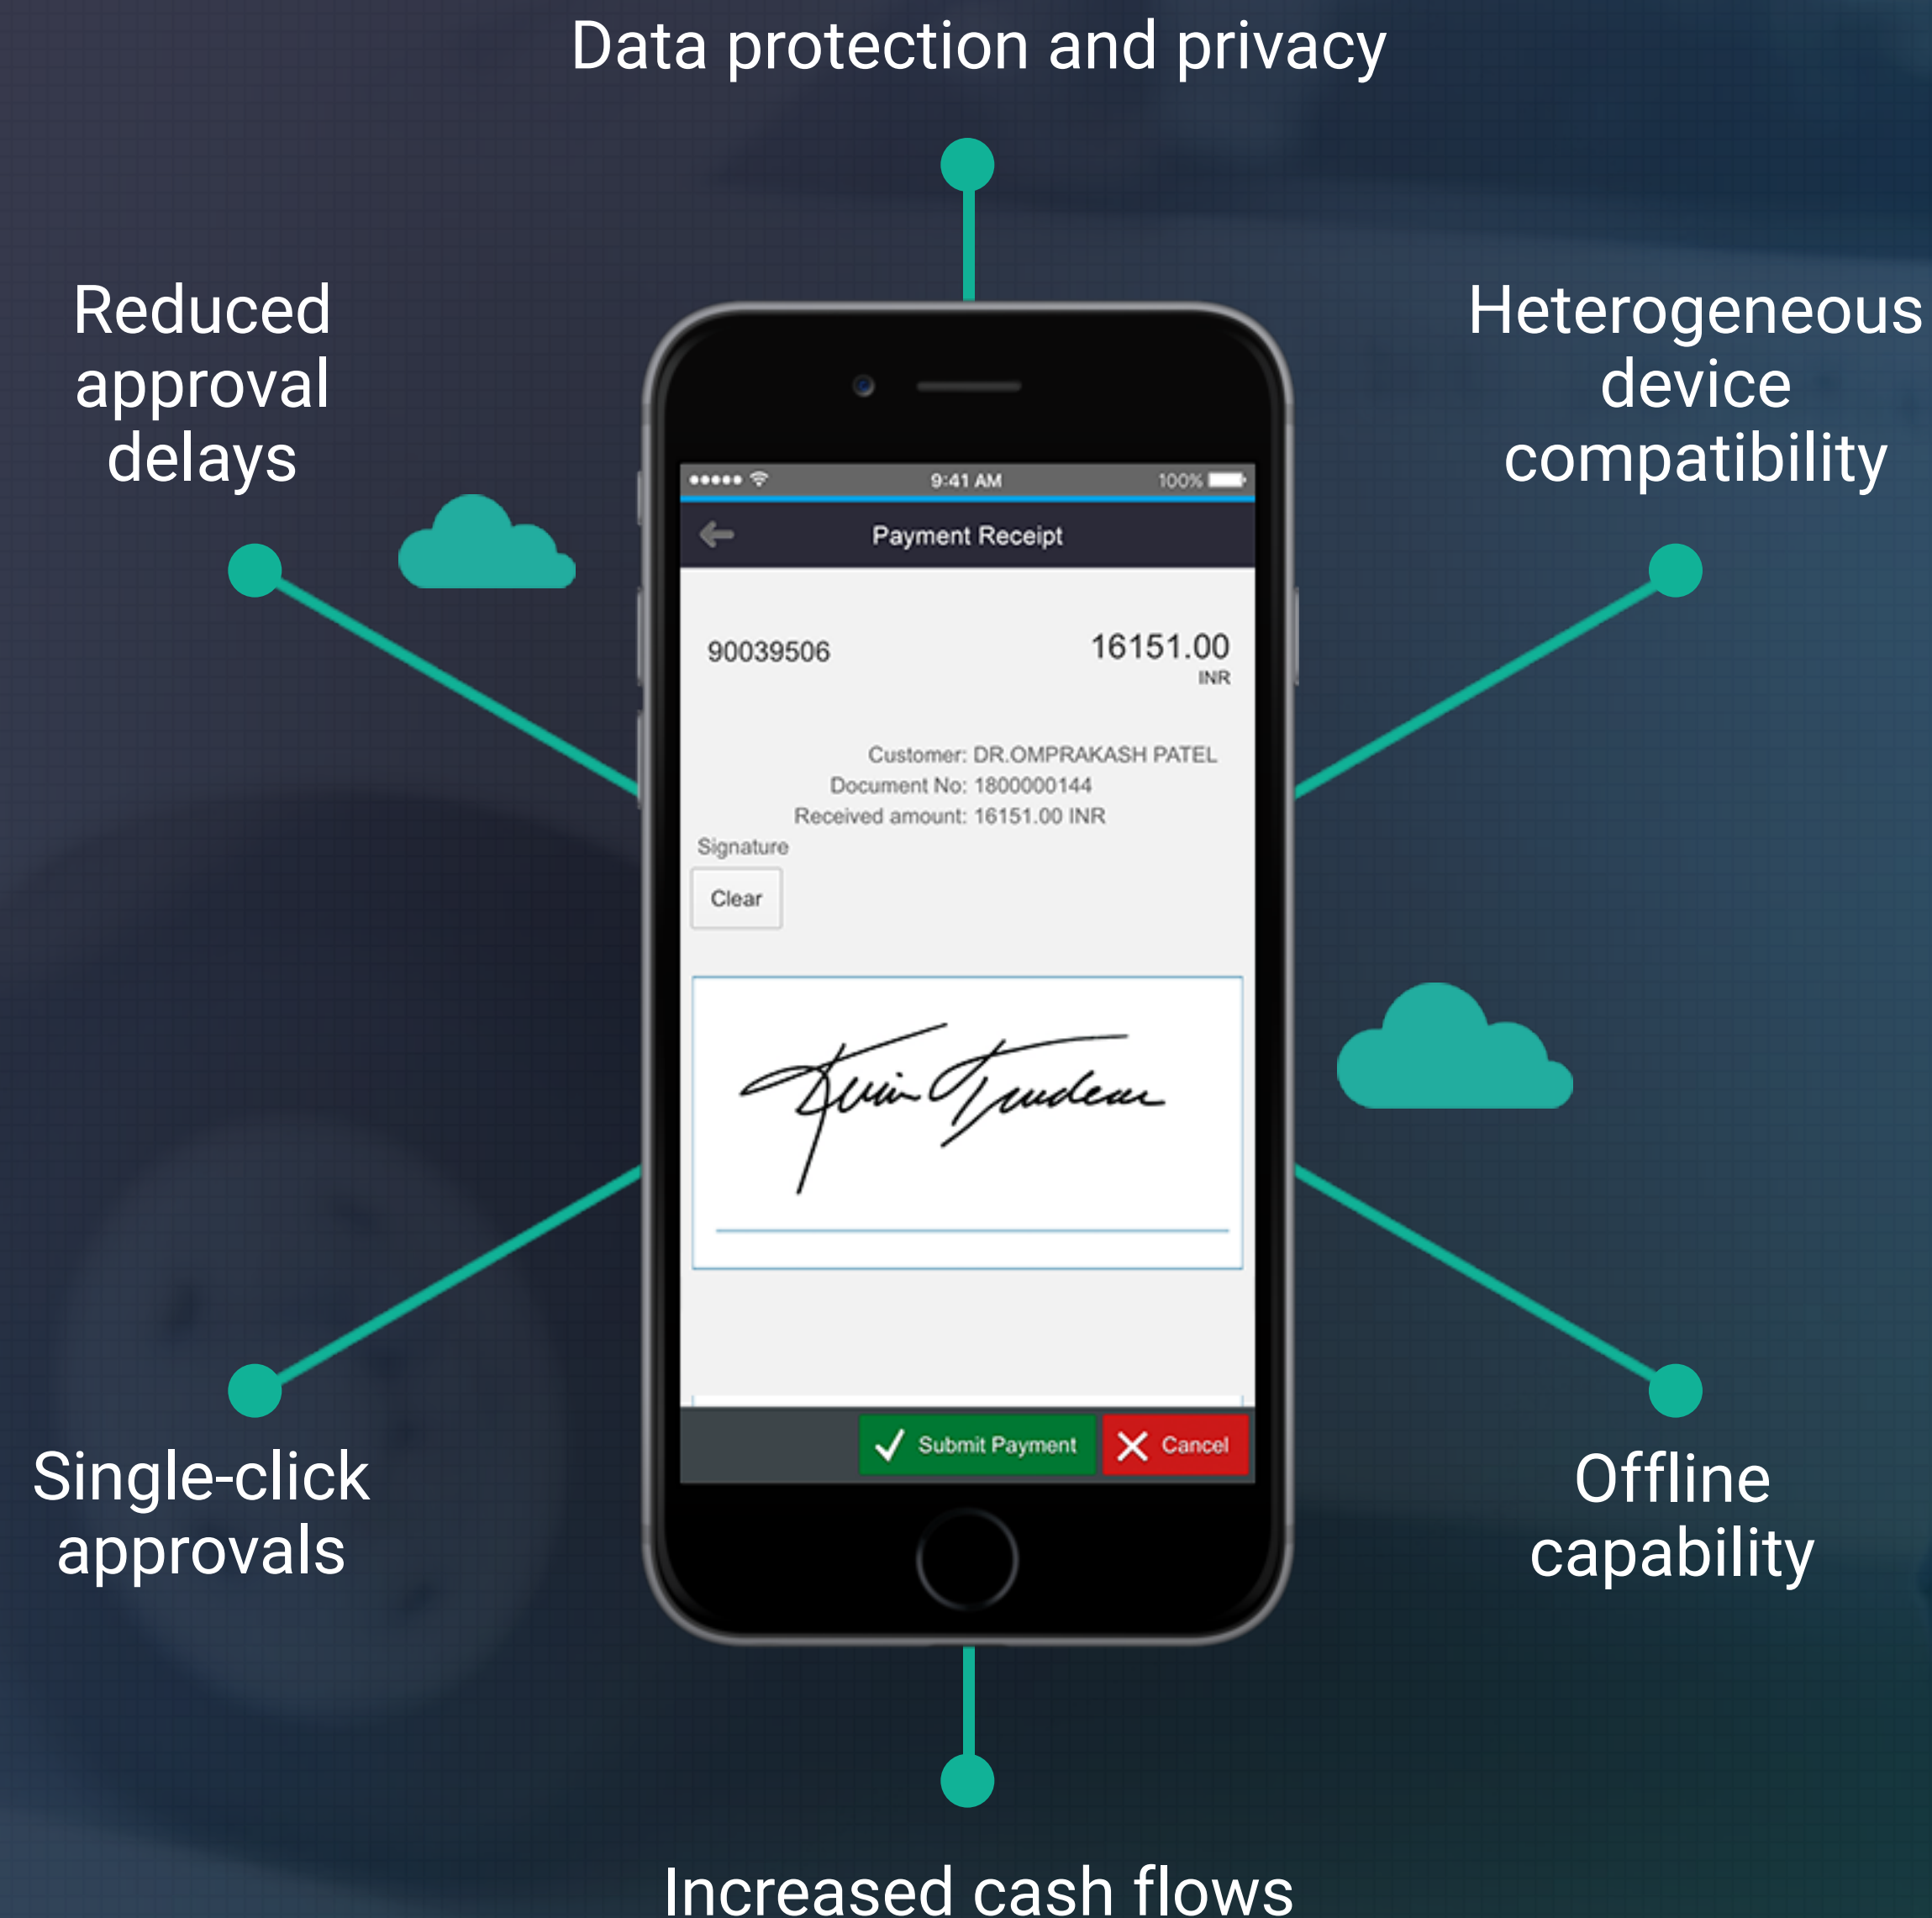 Data protection and privacy
Reduced
approval
delays
Heterogeneous
device
compatibility
9:41 AM 100%
Payment Receipt
90039506 16151.00
INR
Customer: DR.OMPRAKASH PATEL
Document No: 1800000144
Received amount: 16151.00 INR
Signature
Clear
Kevin Trudeau
Submit Payment Cancel
Single-click
approvals
Offline
capability
Increased cash flows